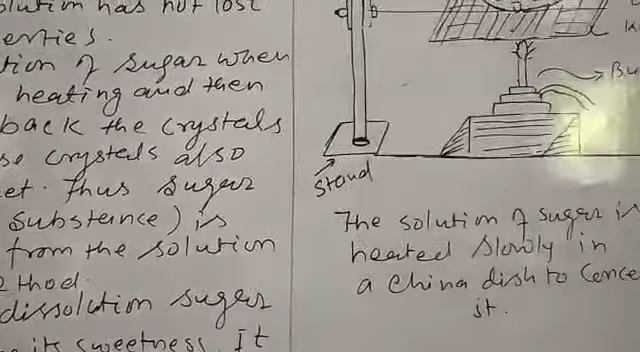 solution has not lost
erties.
tion of sugar when
heating and then
back the crystals
se crystals also
et. Thus sugar
substance) is
from the solution
thod.
dissolution sugar
its sweetness. It
Bu
Stand
The solution of sugar is
heated slowly in
a china dish to conce
it.